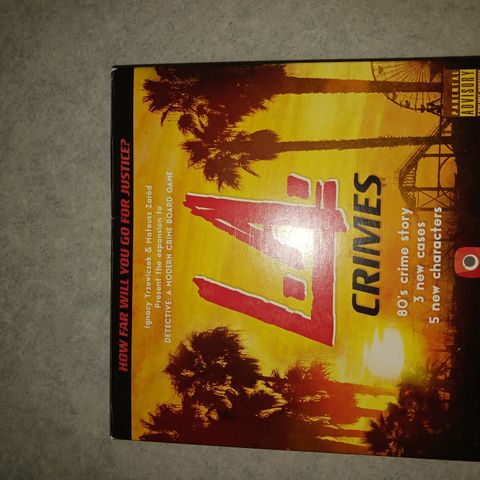 HOW FAR WILL YOU GO FOR JUSTICE?
Ignacy Trzewiczek & Mateusz Zaród
Present the expansion to
DETECTIVE: A MODERN CRIME BOARD GAME
L.A.
CRIMES
80's crime story
3 new cases
5 new characters
PARENTAL
ADVISORY